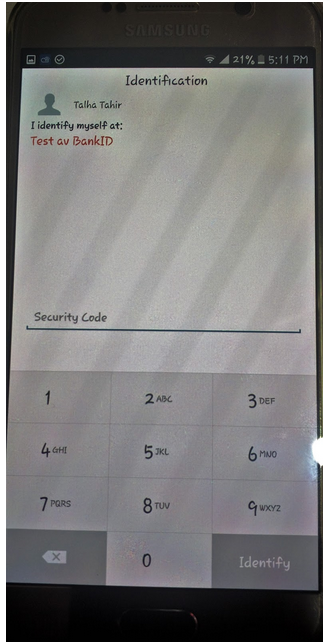 SAMSUNG
21% 5:11 PM
Identification
Talha Tahir
I identify myself at:
Test av BankID
Security Code
1
2 ABC
3 DEF
4 GHI
5 JKL
6 MNO
7 PQRS
8 TUV
9 WXYZ
0
Identify